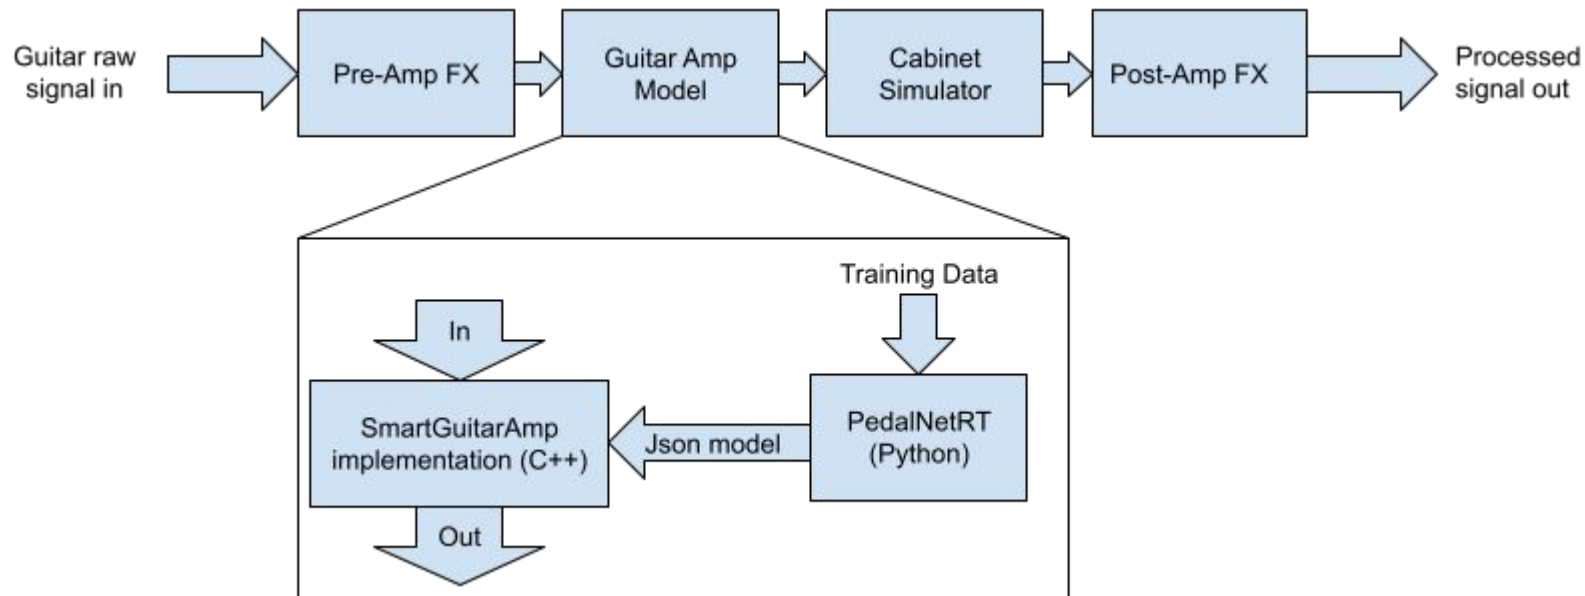 Guitar raw
signal in
Pre-Amp FX
Guitar Amp
Model
Cabinet
Simulator
Post-Amp FX
Processed
signal out
Training Data
In
SmartGuitarAmp
implementation (C++)
Json model
PedalNetRT
(Python)
Out